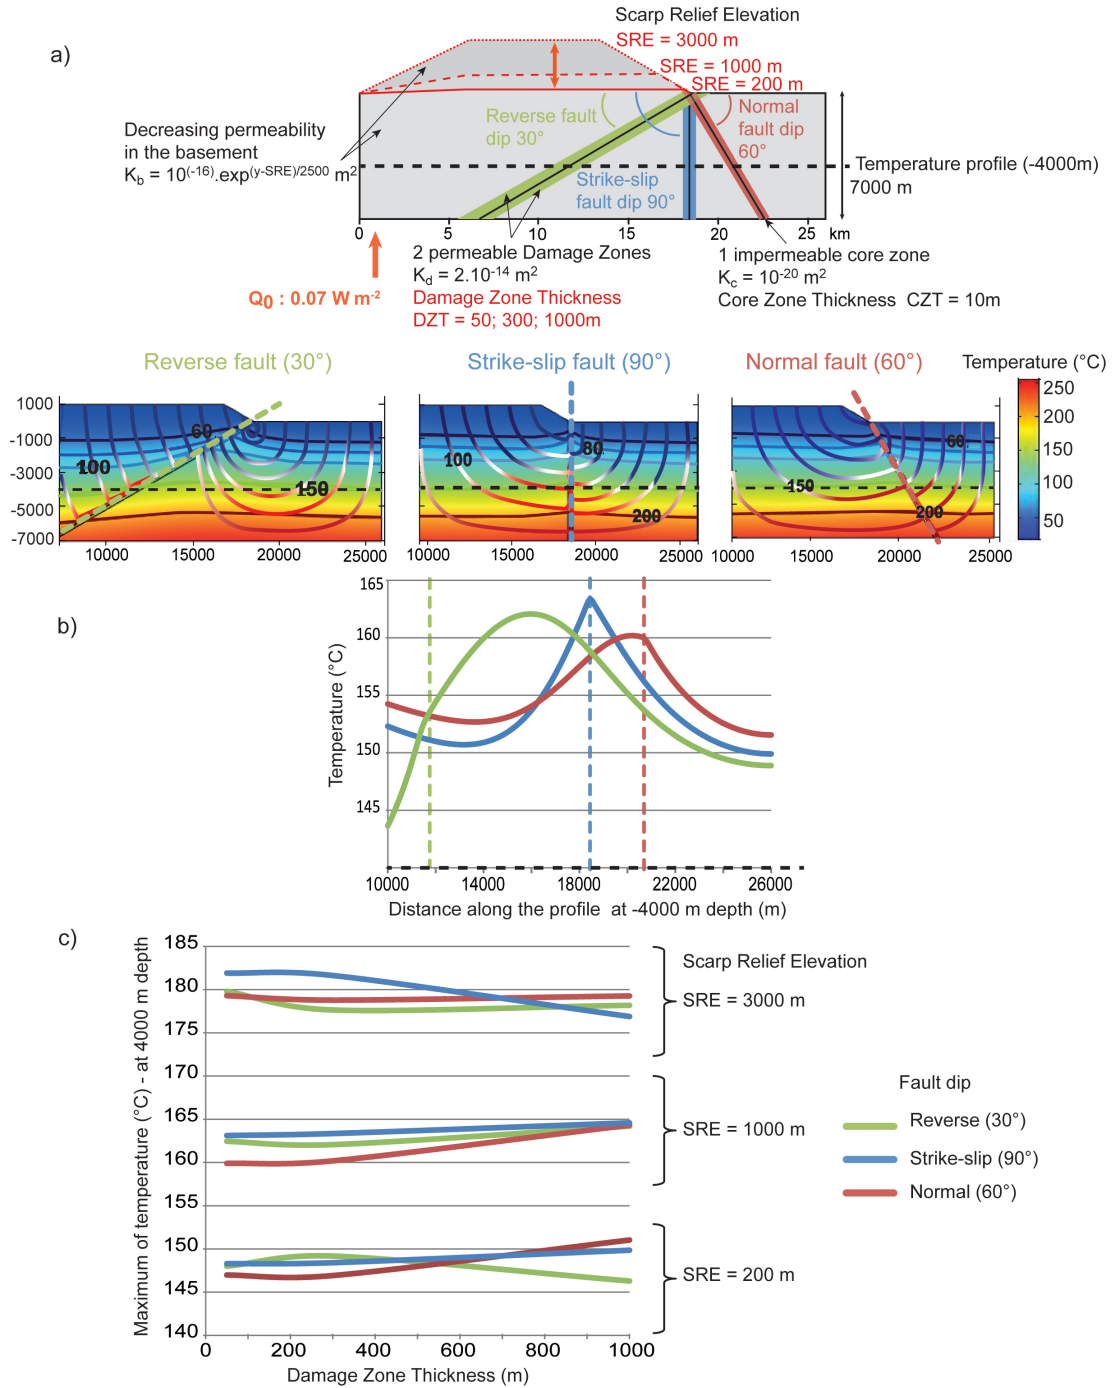 a)
Scarp Relief Elevation
SRE = 3000 m
SRE = 1000 m
SRE = 200 m
Decreasing permeability
in the basement
K_b = 10^(-16).exp^(y-SRE)/2500 m²
Reverse fault
dip 30°
Normal
fault dip
60°
Strike-slip
fault dip 90°
Temperature profile (-4000m)
7000 m
0 5 10 15 20 25 km
2 permeable Damage Zones
K_d = 2.10^-14 m²
Damage Zone Thickness
DZT = 50; 300; 1000m
1 impermeable core zone
K_c = 10^-20 m²
Core Zone Thickness CZT = 10m
Q_0 : 0.07 W m^-2
Reverse fault (30°)
Strike-slip fault (90°)
Normal fault (60°)
Temperature (°C)
1000
-1000
-3000
-5000
-7000
60
100
150
10000 15000 20000 25000
80
100
200
10000 15000 20000 26000
60
150
200
10000 15000 20000 25000
250
200
150
100
50
b)
Temperature (°C)
165
160
155
150
145
10000 14000 18000 22000 26000
Distance along the profile at -4000 m depth (m)
c)
Maximum of temperature (°C) - at 4000 m depth
185
180
175
170
165
160
155
150
145
140
0 200 400 600 800 1000
Damage Zone Thickness (m)
Scarp Relief Elevation
SRE = 3000 m
SRE = 1000 m
SRE = 200 m
Fault dip
Reverse (30°)
Strike-slip (90°)
Normal (60°)